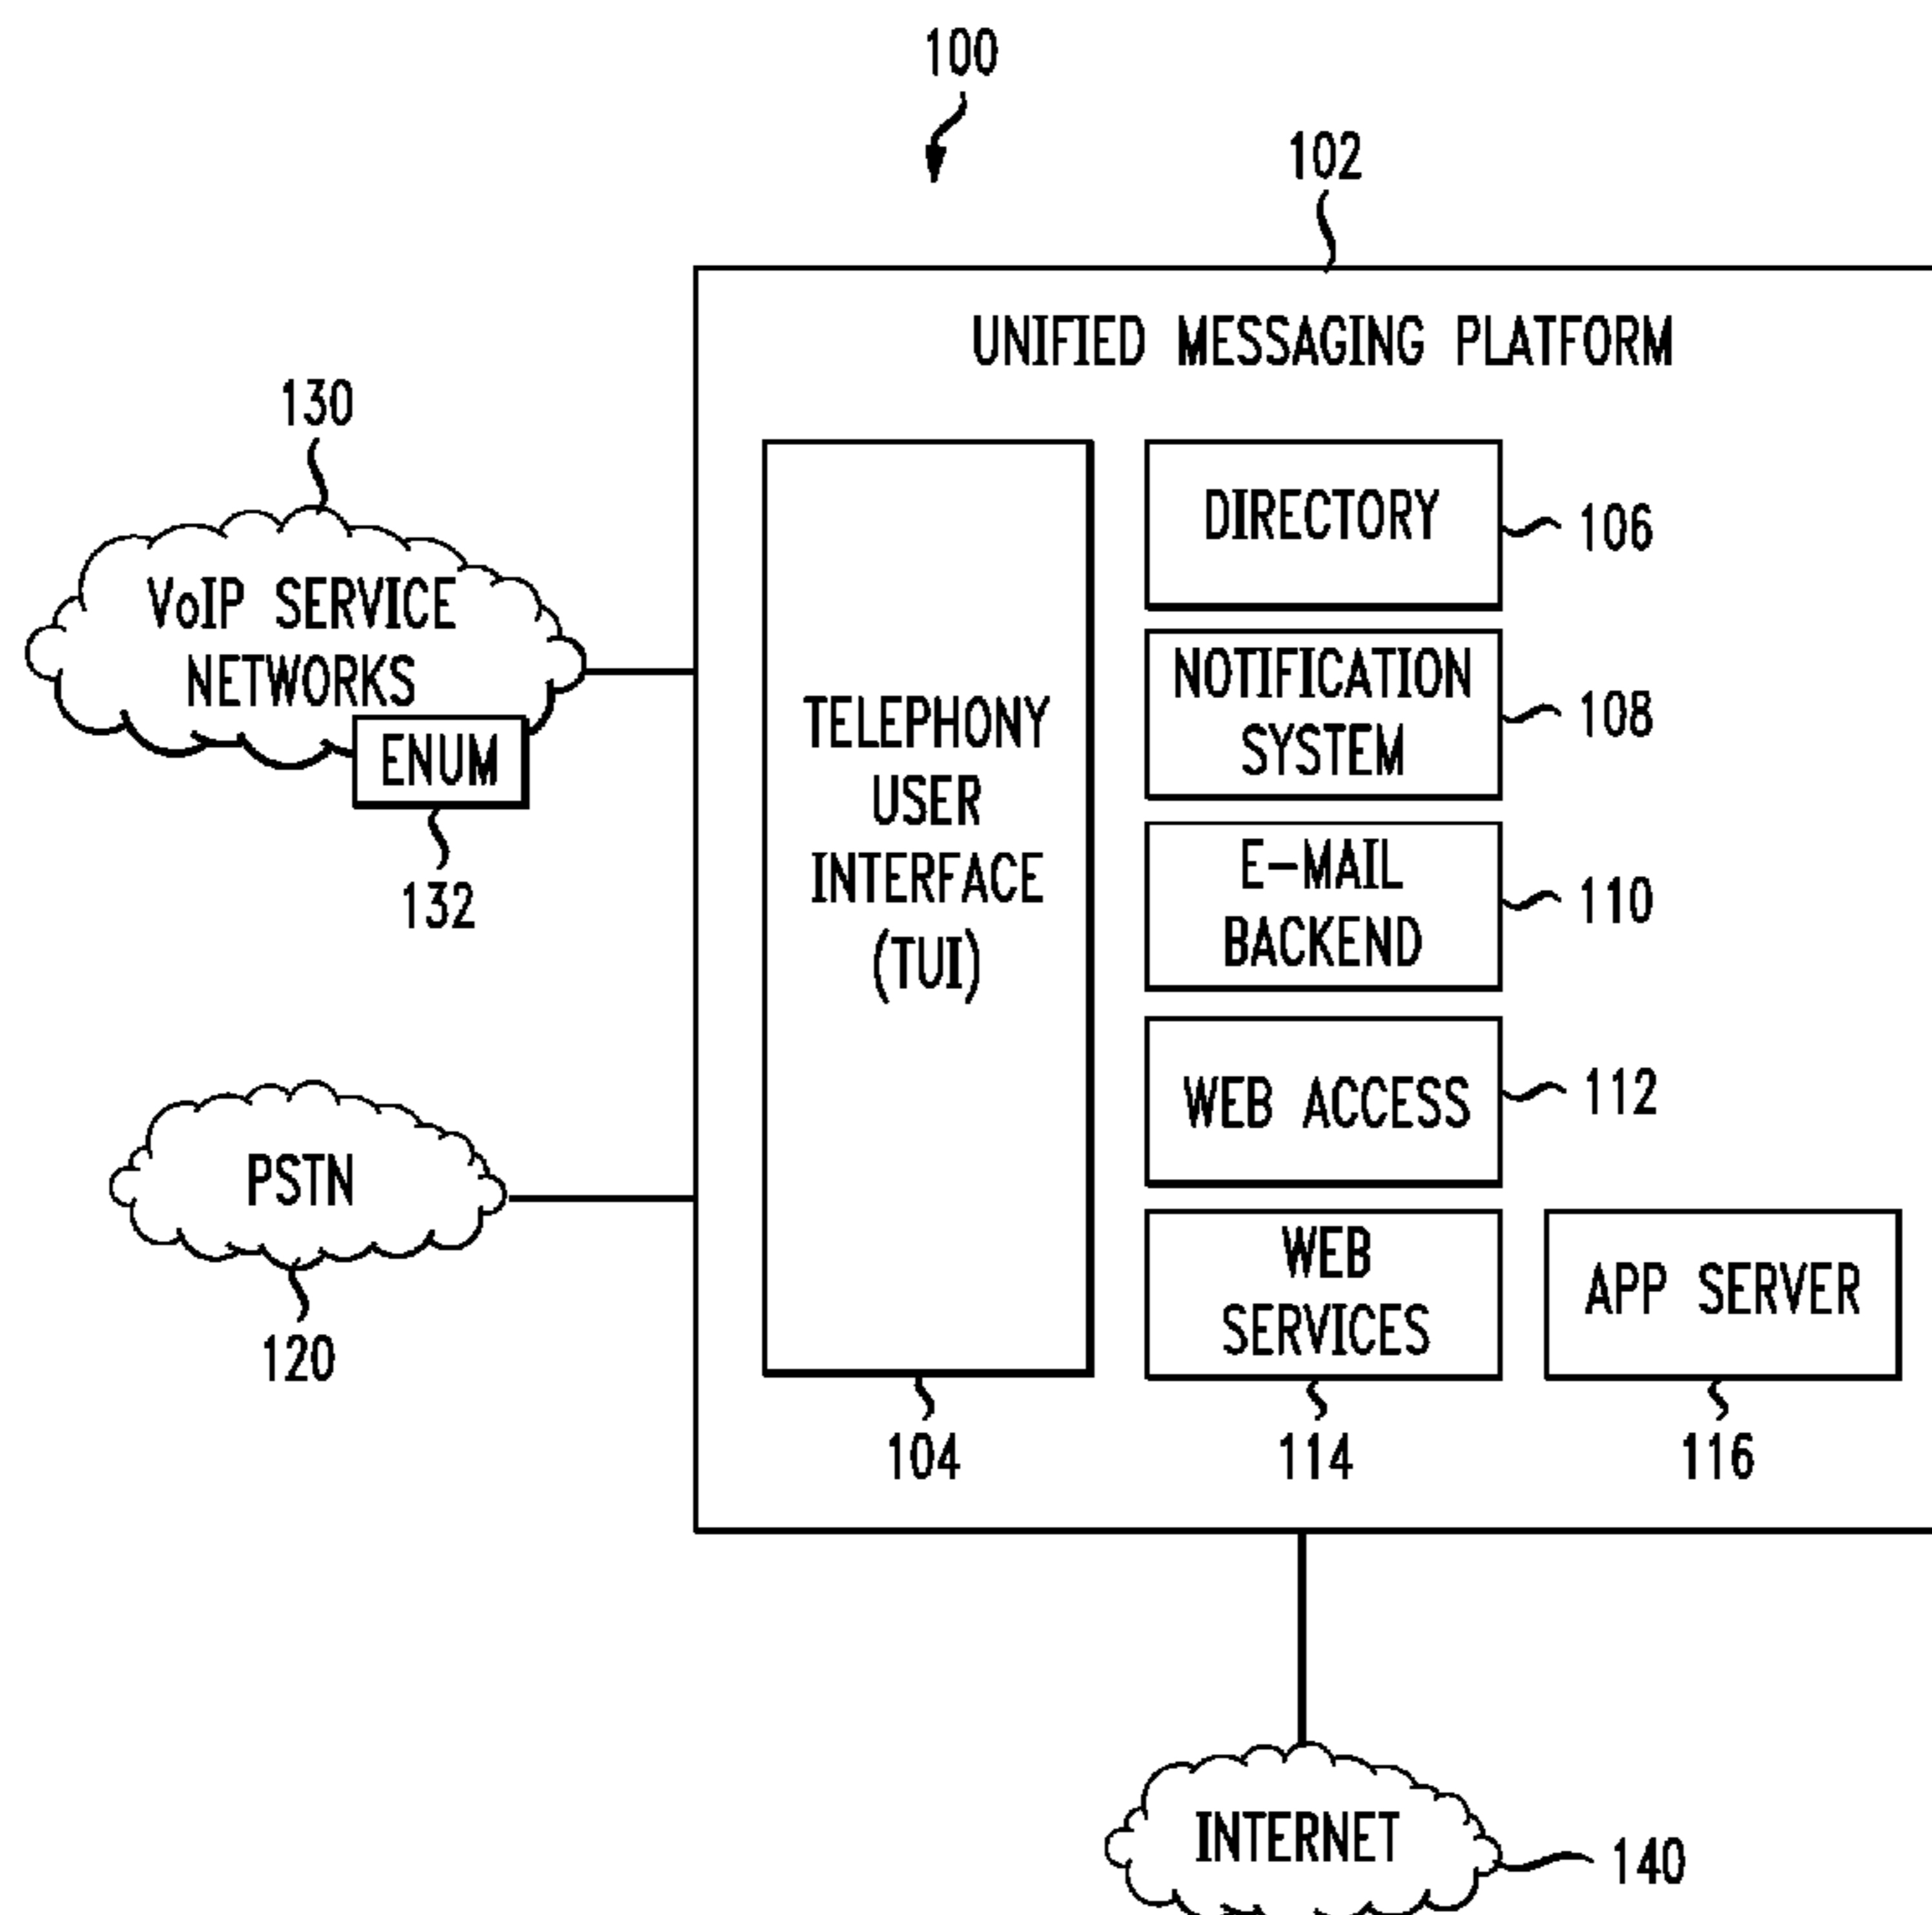 100
102
UNIFIED MESSAGING PLATFORM
130
VoIP SERVICE
NETWORKS
ENUM
132
PSTN
120
TELEPHONY
USER
INTERFACE
(TUI)
104
DIRECTORY
106
NOTIFICATION
SYSTEM
108
E-MAIL
BACKEND
110
WEB ACCESS
112
WEB
SERVICES
114
APP SERVER
116
INTERNET
140